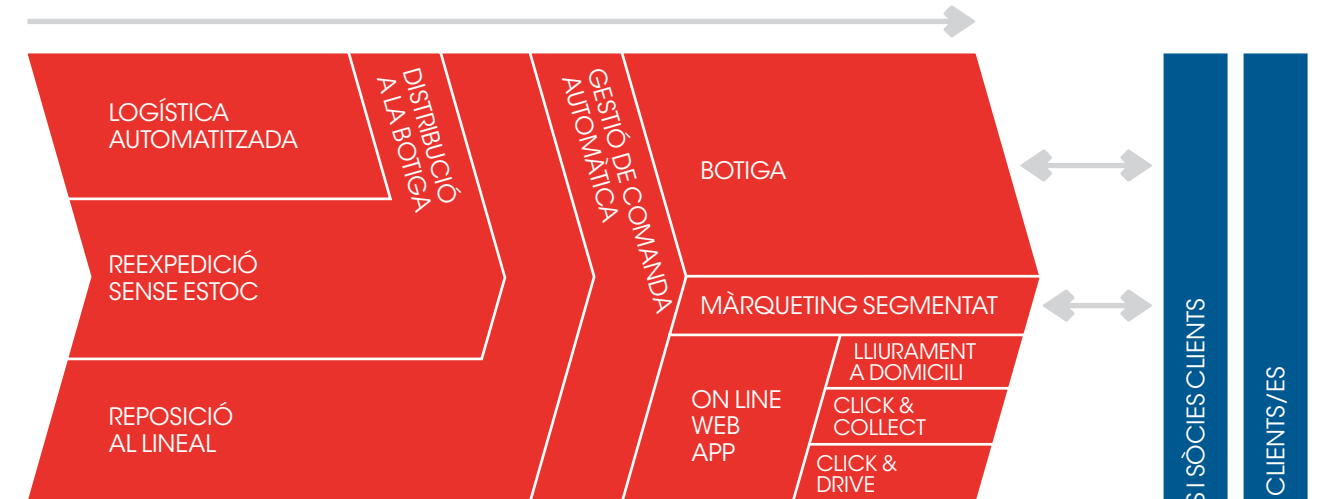 LOGÍSTICA
AUTOMATITZADA
DISTRIBUCIÓ
A LA BOTIGA
GESTIÓ DE COMANDA
AUTOMÀTICA
BOTIGA
REEXPEDICIÓ
SENSE ESTOC
MÀRQUETING SEGMENTAT
REPOSICIÓ
AL LINEAL
ON LINE
WEB
APP
LLIURAMENT
A DOMICILI
CLICK &
COLLECT
CLICK &
DRIVE
I SÒCIES CLIENTS
CLIENTS/ES